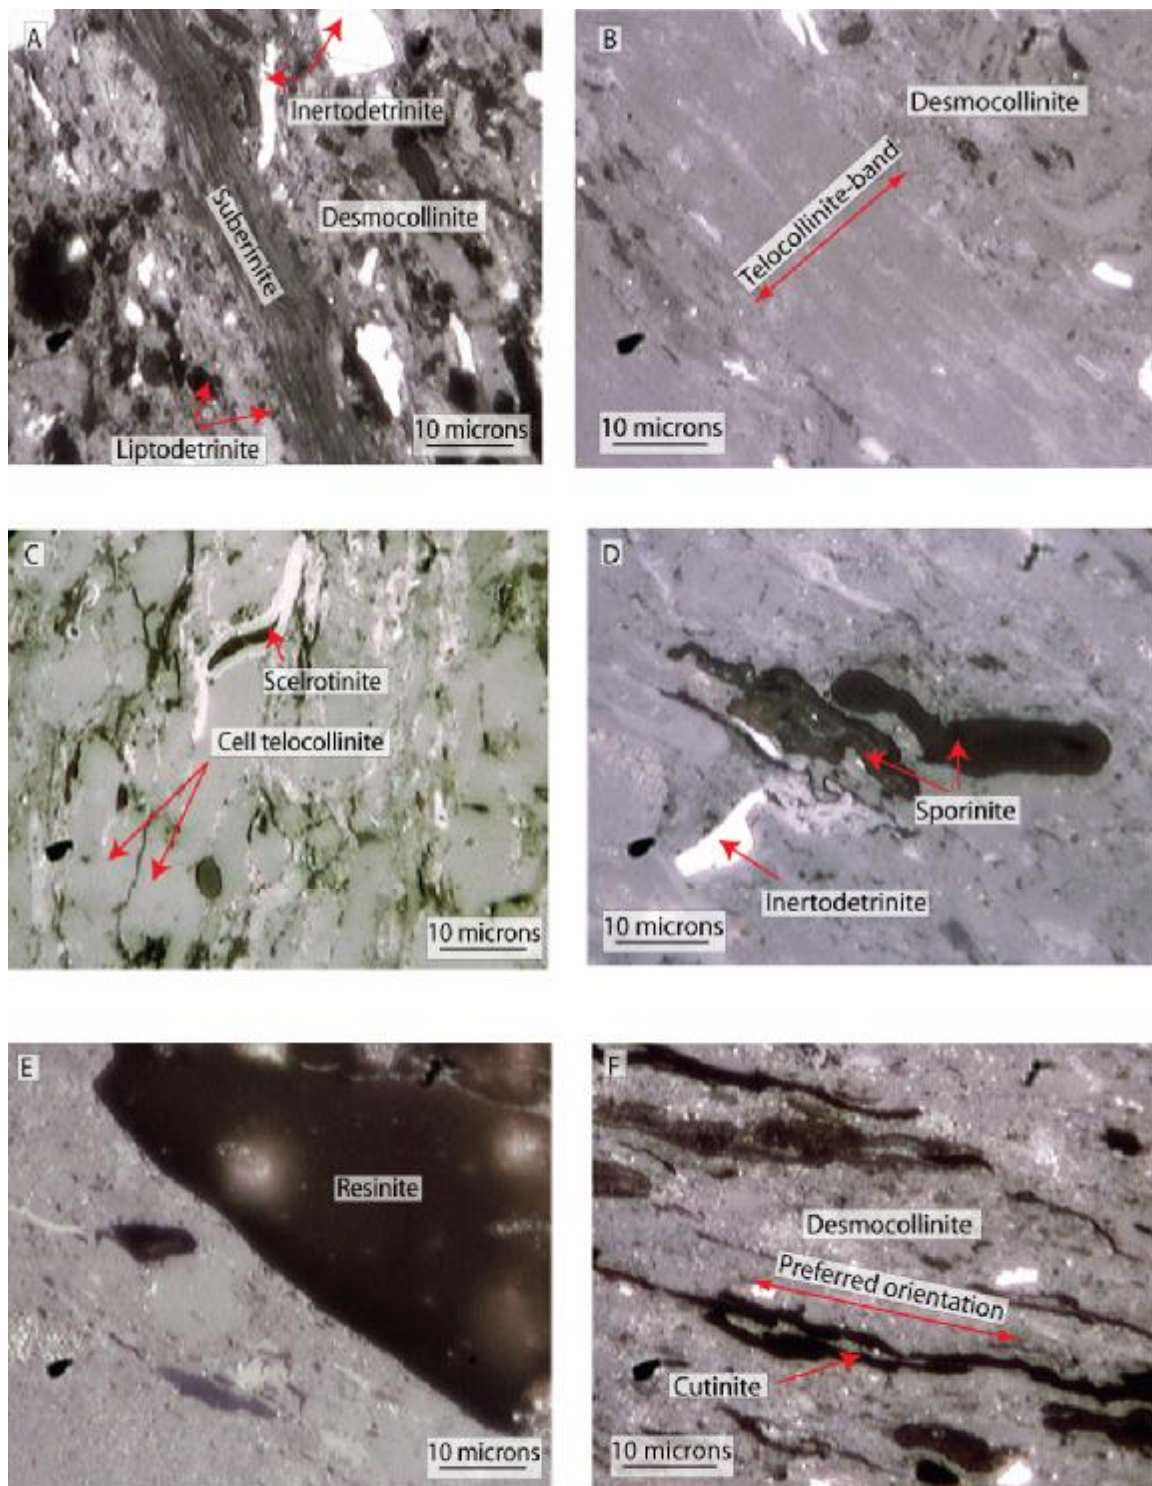 A
Inertodetrinite
Suberinite
Desmocollinite
Liptodetrinite
10 microns
B
Desmocollinite
Telocollinite-band
10 microns
C
Scelrotinite
Cell telocollinite
10 microns
D
Sporinite
Inertodetrinite
10 microns
E
Resinite
10 microns
F
Desmocollinite
Preferred orientation
Cutinite
10 microns